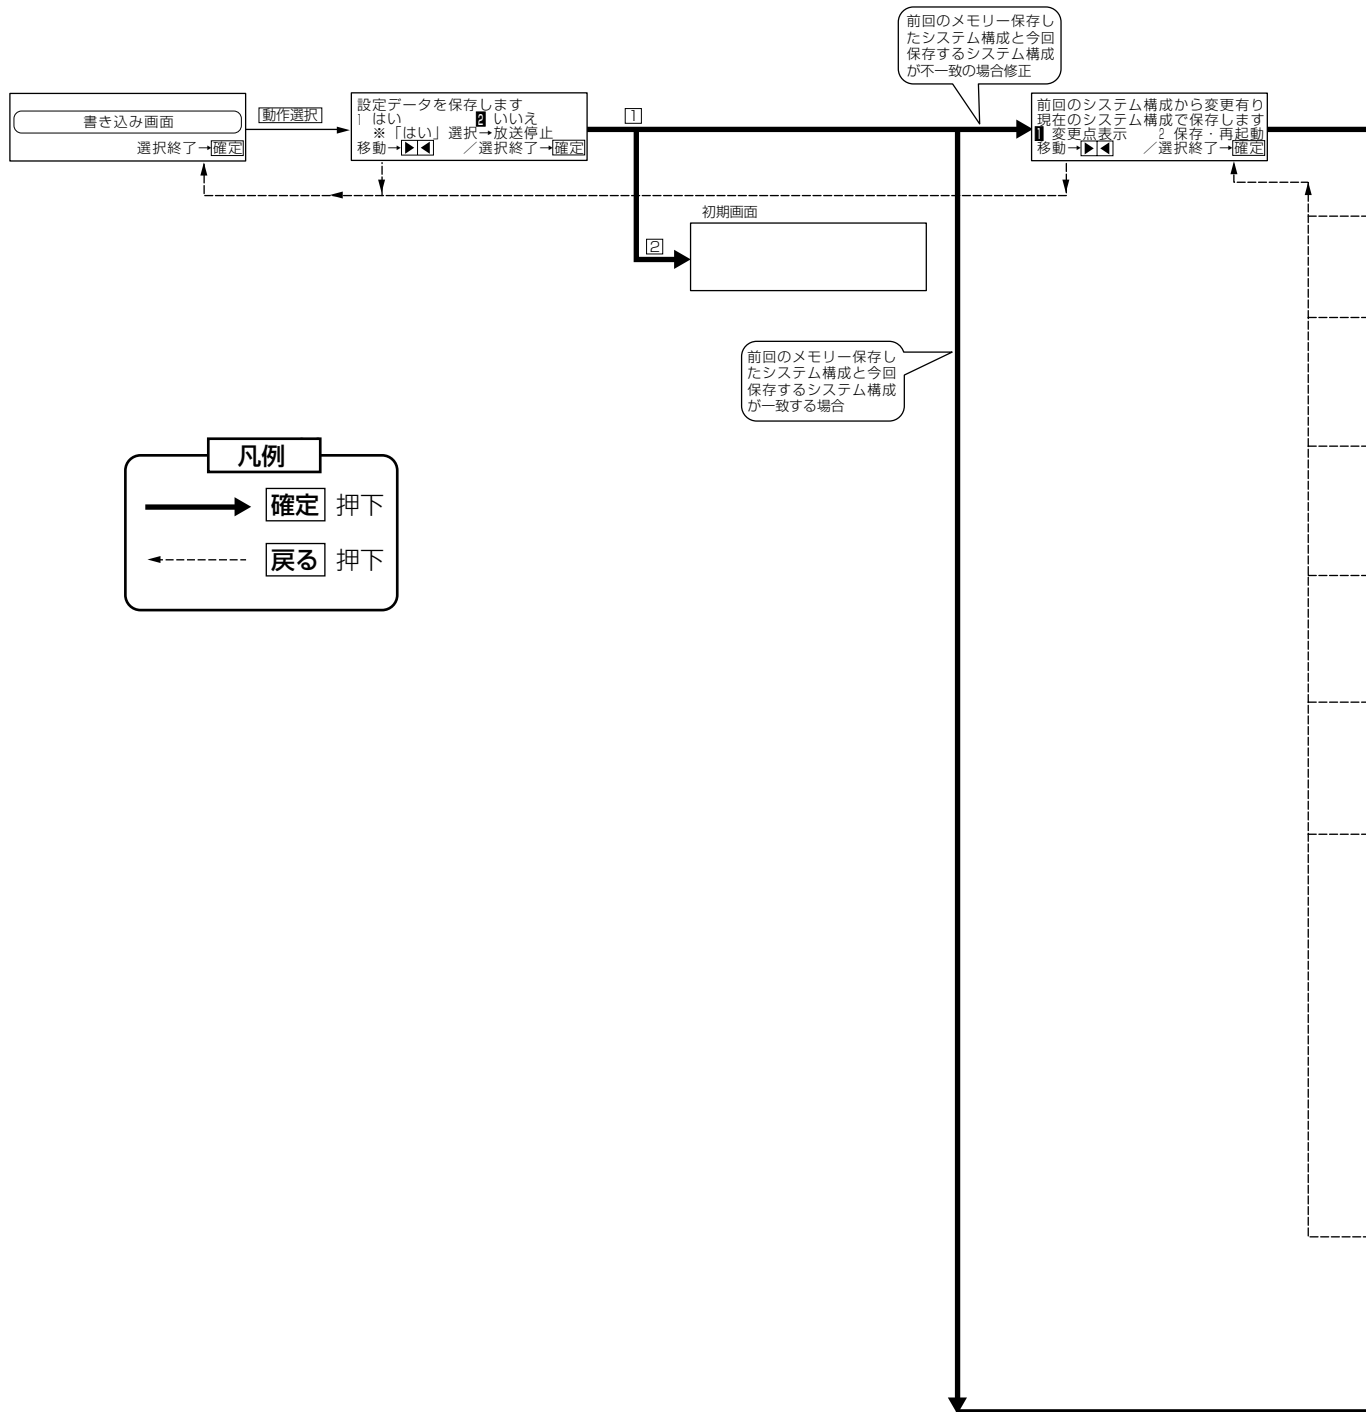 前回のメモリー保存し
たシステム構成と今回
保存するシステム構成
が不一致の場合修正
書き込み画面
選択終了→確定
動作選択
設定データを保存します
1 はい 2 いいえ
※「はい」選択→放送停止
移動→▶◀ ／選択終了→確定
1
前回のシステム構成から変更有り
現在のシステム構成で保存します
1 変更点表示 2 保存・再起動
移動→▶◀ ／選択終了→確定
初期画面
2
前回のメモリー保存し
たシステム構成と今回
保存するシステム構成
が一致する場合
凡例
確定 押下
戻る 押下